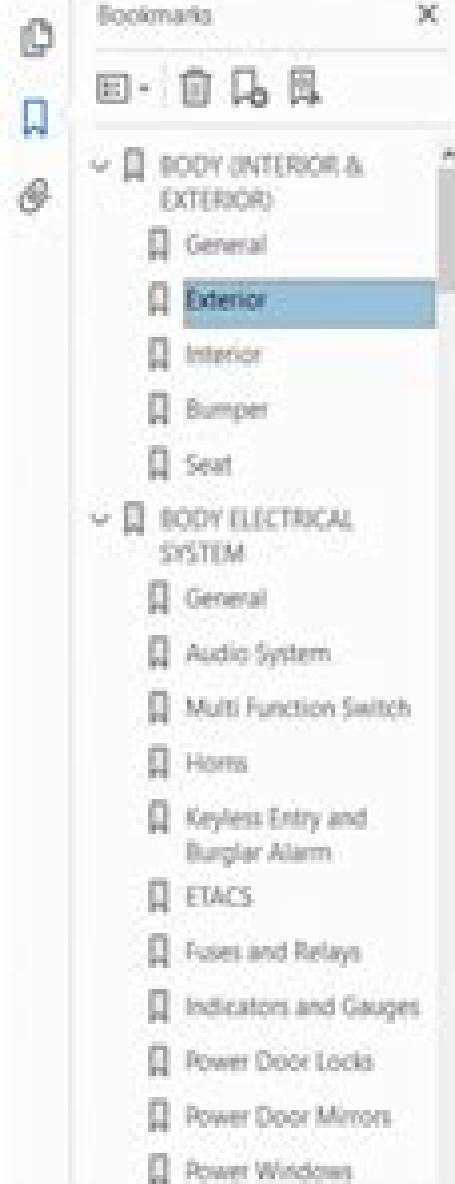 Bookmarks
BODY (INTERIOR &
EXTERIOR)
General
Exterior
Interior
Bumper
Seat
BODY ELECTRICAL
SYSTEM
General
Audio System
Multi Function Switch
Horns
Keyless Entry and
Burglar Alarm
ETACS
Fuses and Relays
Indicators and Gauges
Power Door Locks
Power Door Mirrors
Power Windows